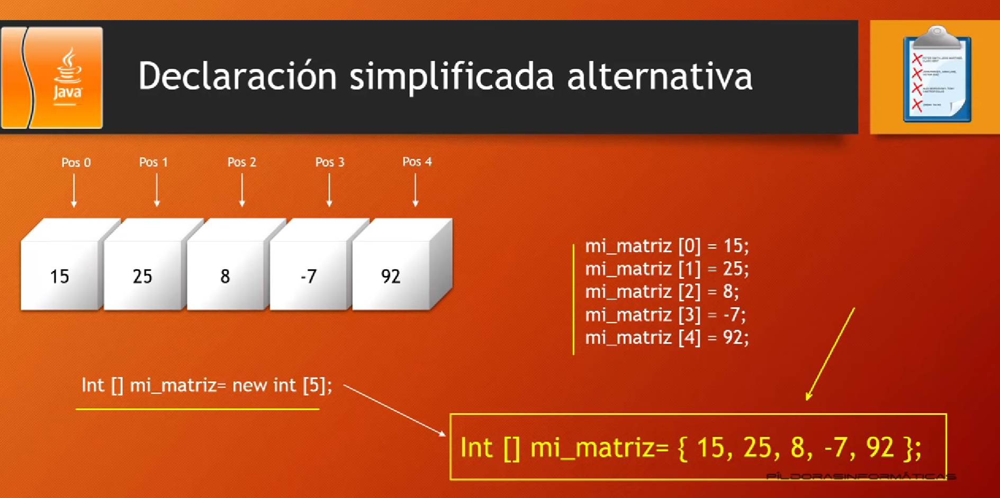 Java
Declaración simplificada alternativa
Pos 0 Pos 1 Pos 2 Pos 3 Pos 4
15 25 8 -7 92
mi_matriz [0] = 15;
mi_matriz [1] = 25;
mi_matriz [2] = 8;
mi_matriz [3] = -7;
mi_matriz [4] = 92;
Int [] mi_matriz= new int [5];
Int [] mi_matriz= { 15, 25, 8, -7, 92 };
PÍLDORASINFORMÁTICAS